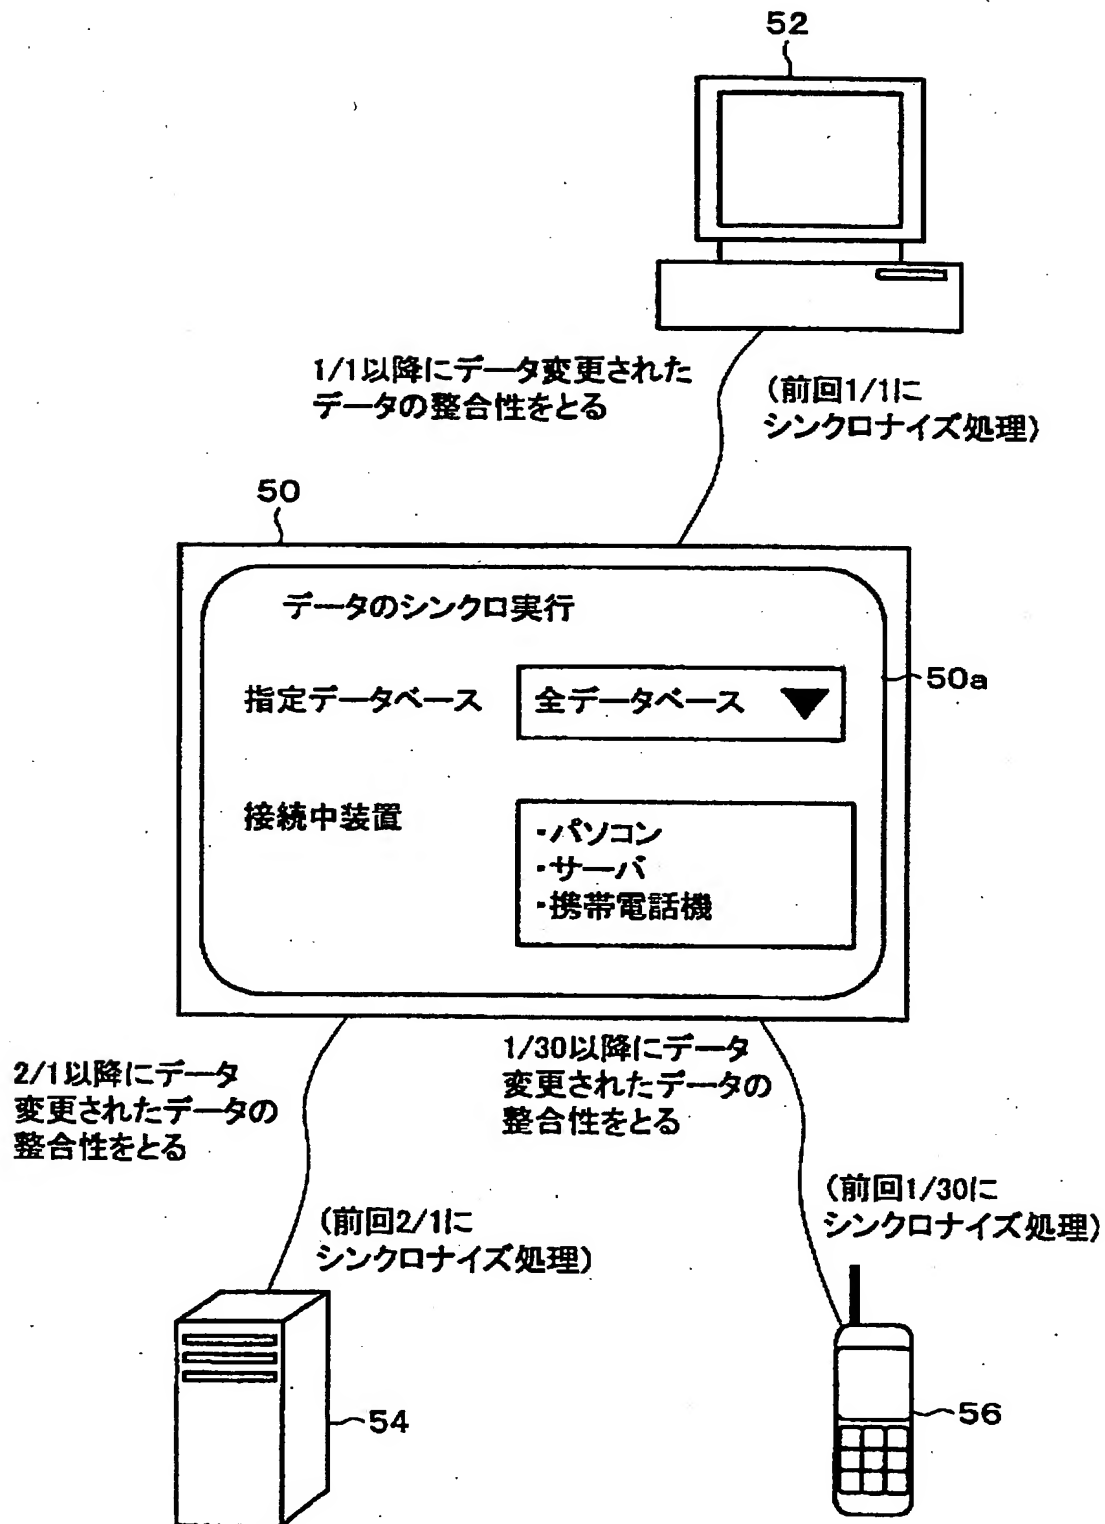 52
1/1以降にデータ変更された
データの整合性をとる
(前回1/1に
シンクロナイズ処理)
50
データのシンクロ実行
指定データベース
全データベース
50a
接続中装置
・パソコン
・サーバ
・携帯電話機
2/1以降にデータ
変更されたデータの
整合性をとる
1/30以降にデータ
変更されたデータの
整合性をとる
(前回2/1に
シンクロナイズ処理)
(前回1/30に
シンクロナイズ処理)
54
56